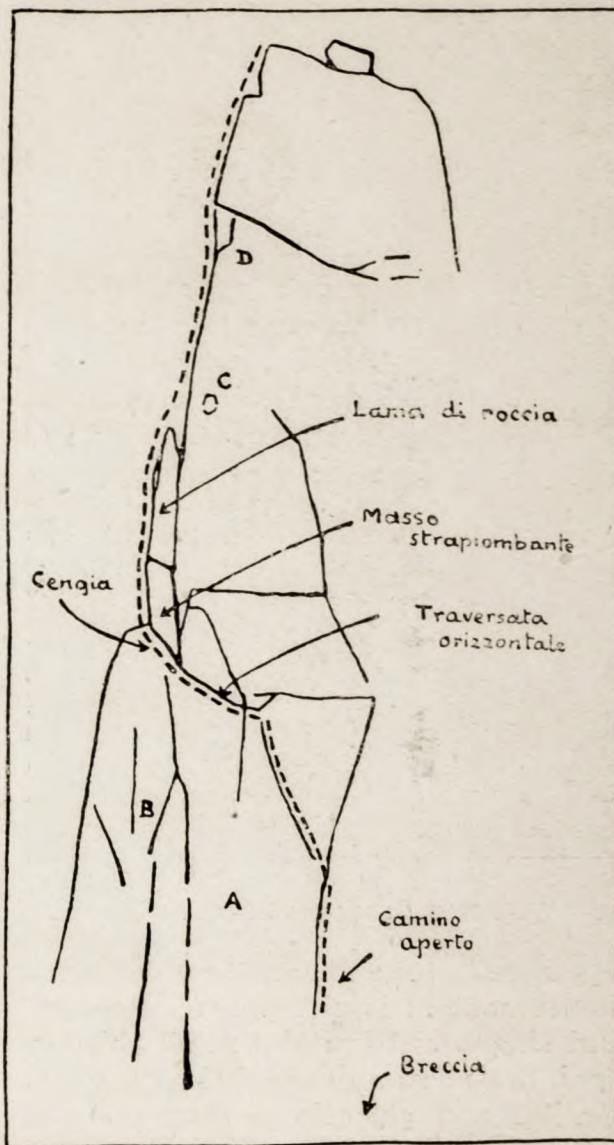 D
C
Lama di roccia
Masso
strapiombante
Cengia
Traversata
orizzontale
B
A
Camino
aperto
Breccia